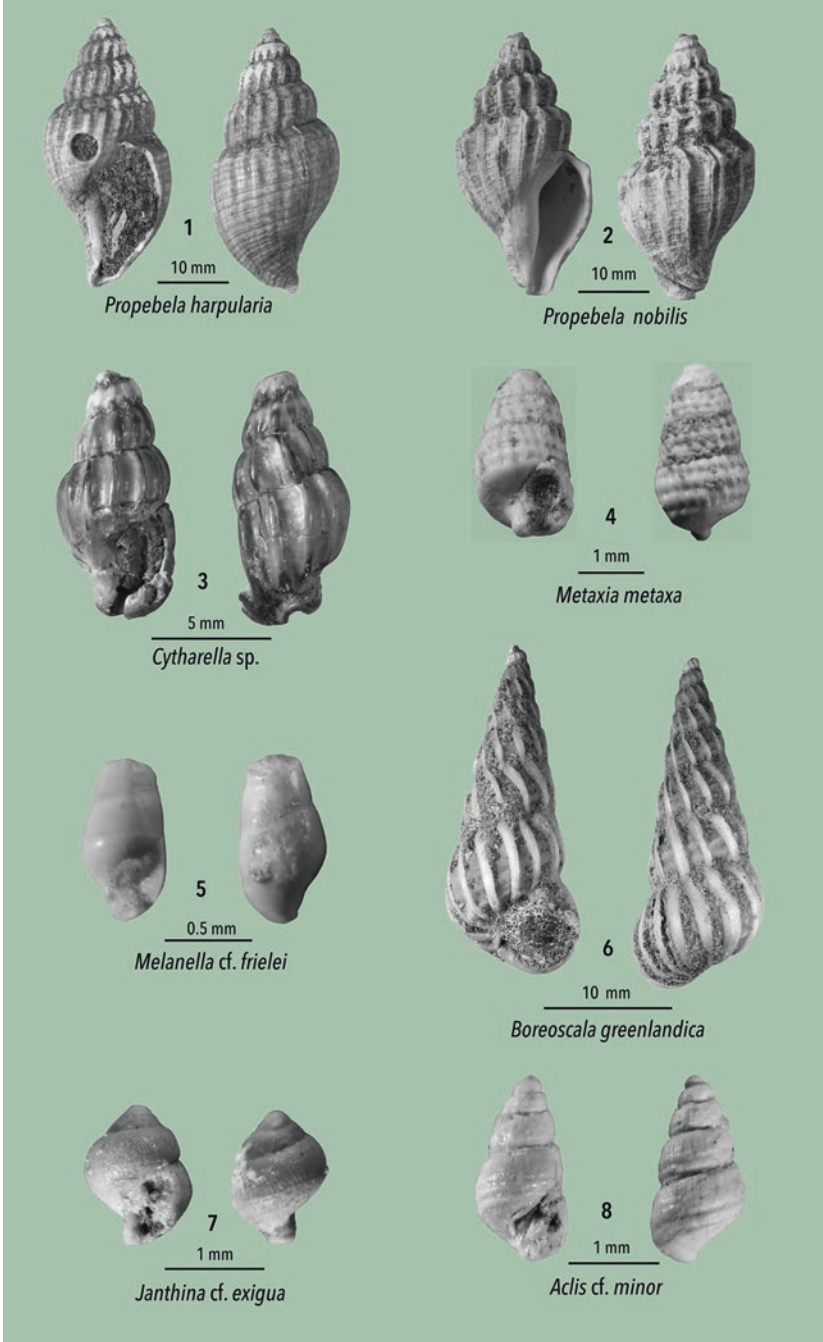 1
10 mm
Propebela harpularia
2
10 mm
Propebela nobilis
3
5 mm
Cytharella sp.
4
1 mm
Metaxia metaxa
5
0.5 mm
Melanella cf. frielei
6
10 mm
Boreoscala greenlandica
7
1 mm
Janthina cf. exigua
8
1 mm
Aclis cf. minor